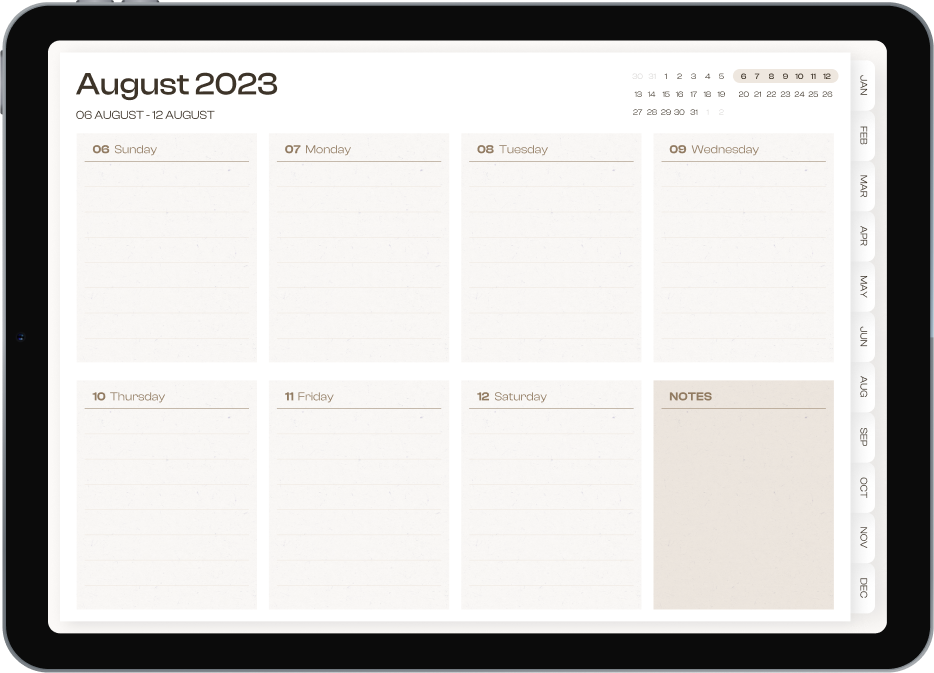 August 2023
06 AUGUST - 12 AUGUST
30 31 1 2 3 4 5 6 7 8 9 10 11 12
13 14 15 16 17 18 19 20 21 22 23 24 25 26
27 28 29 30 31 1 2
06 Sunday
07 Monday
08 Tuesday
09 Wednesday
10 Thursday
11 Friday
12 Saturday
NOTES
JAN
FEB
MAR
APR
MAY
JUN
AUG
SEP
OCT
NOV
DEC